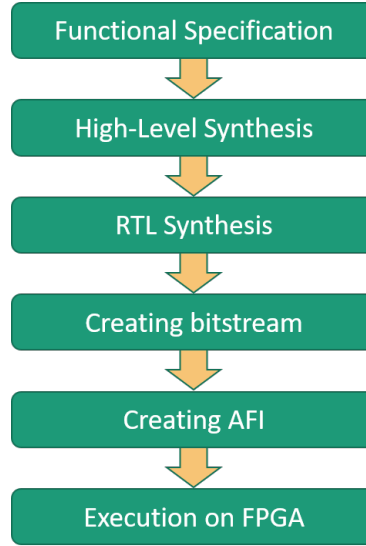 Functional Specification
High-Level Synthesis
RTL Synthesis
Creating bitstream
Creating AFI
Execution on FPGA